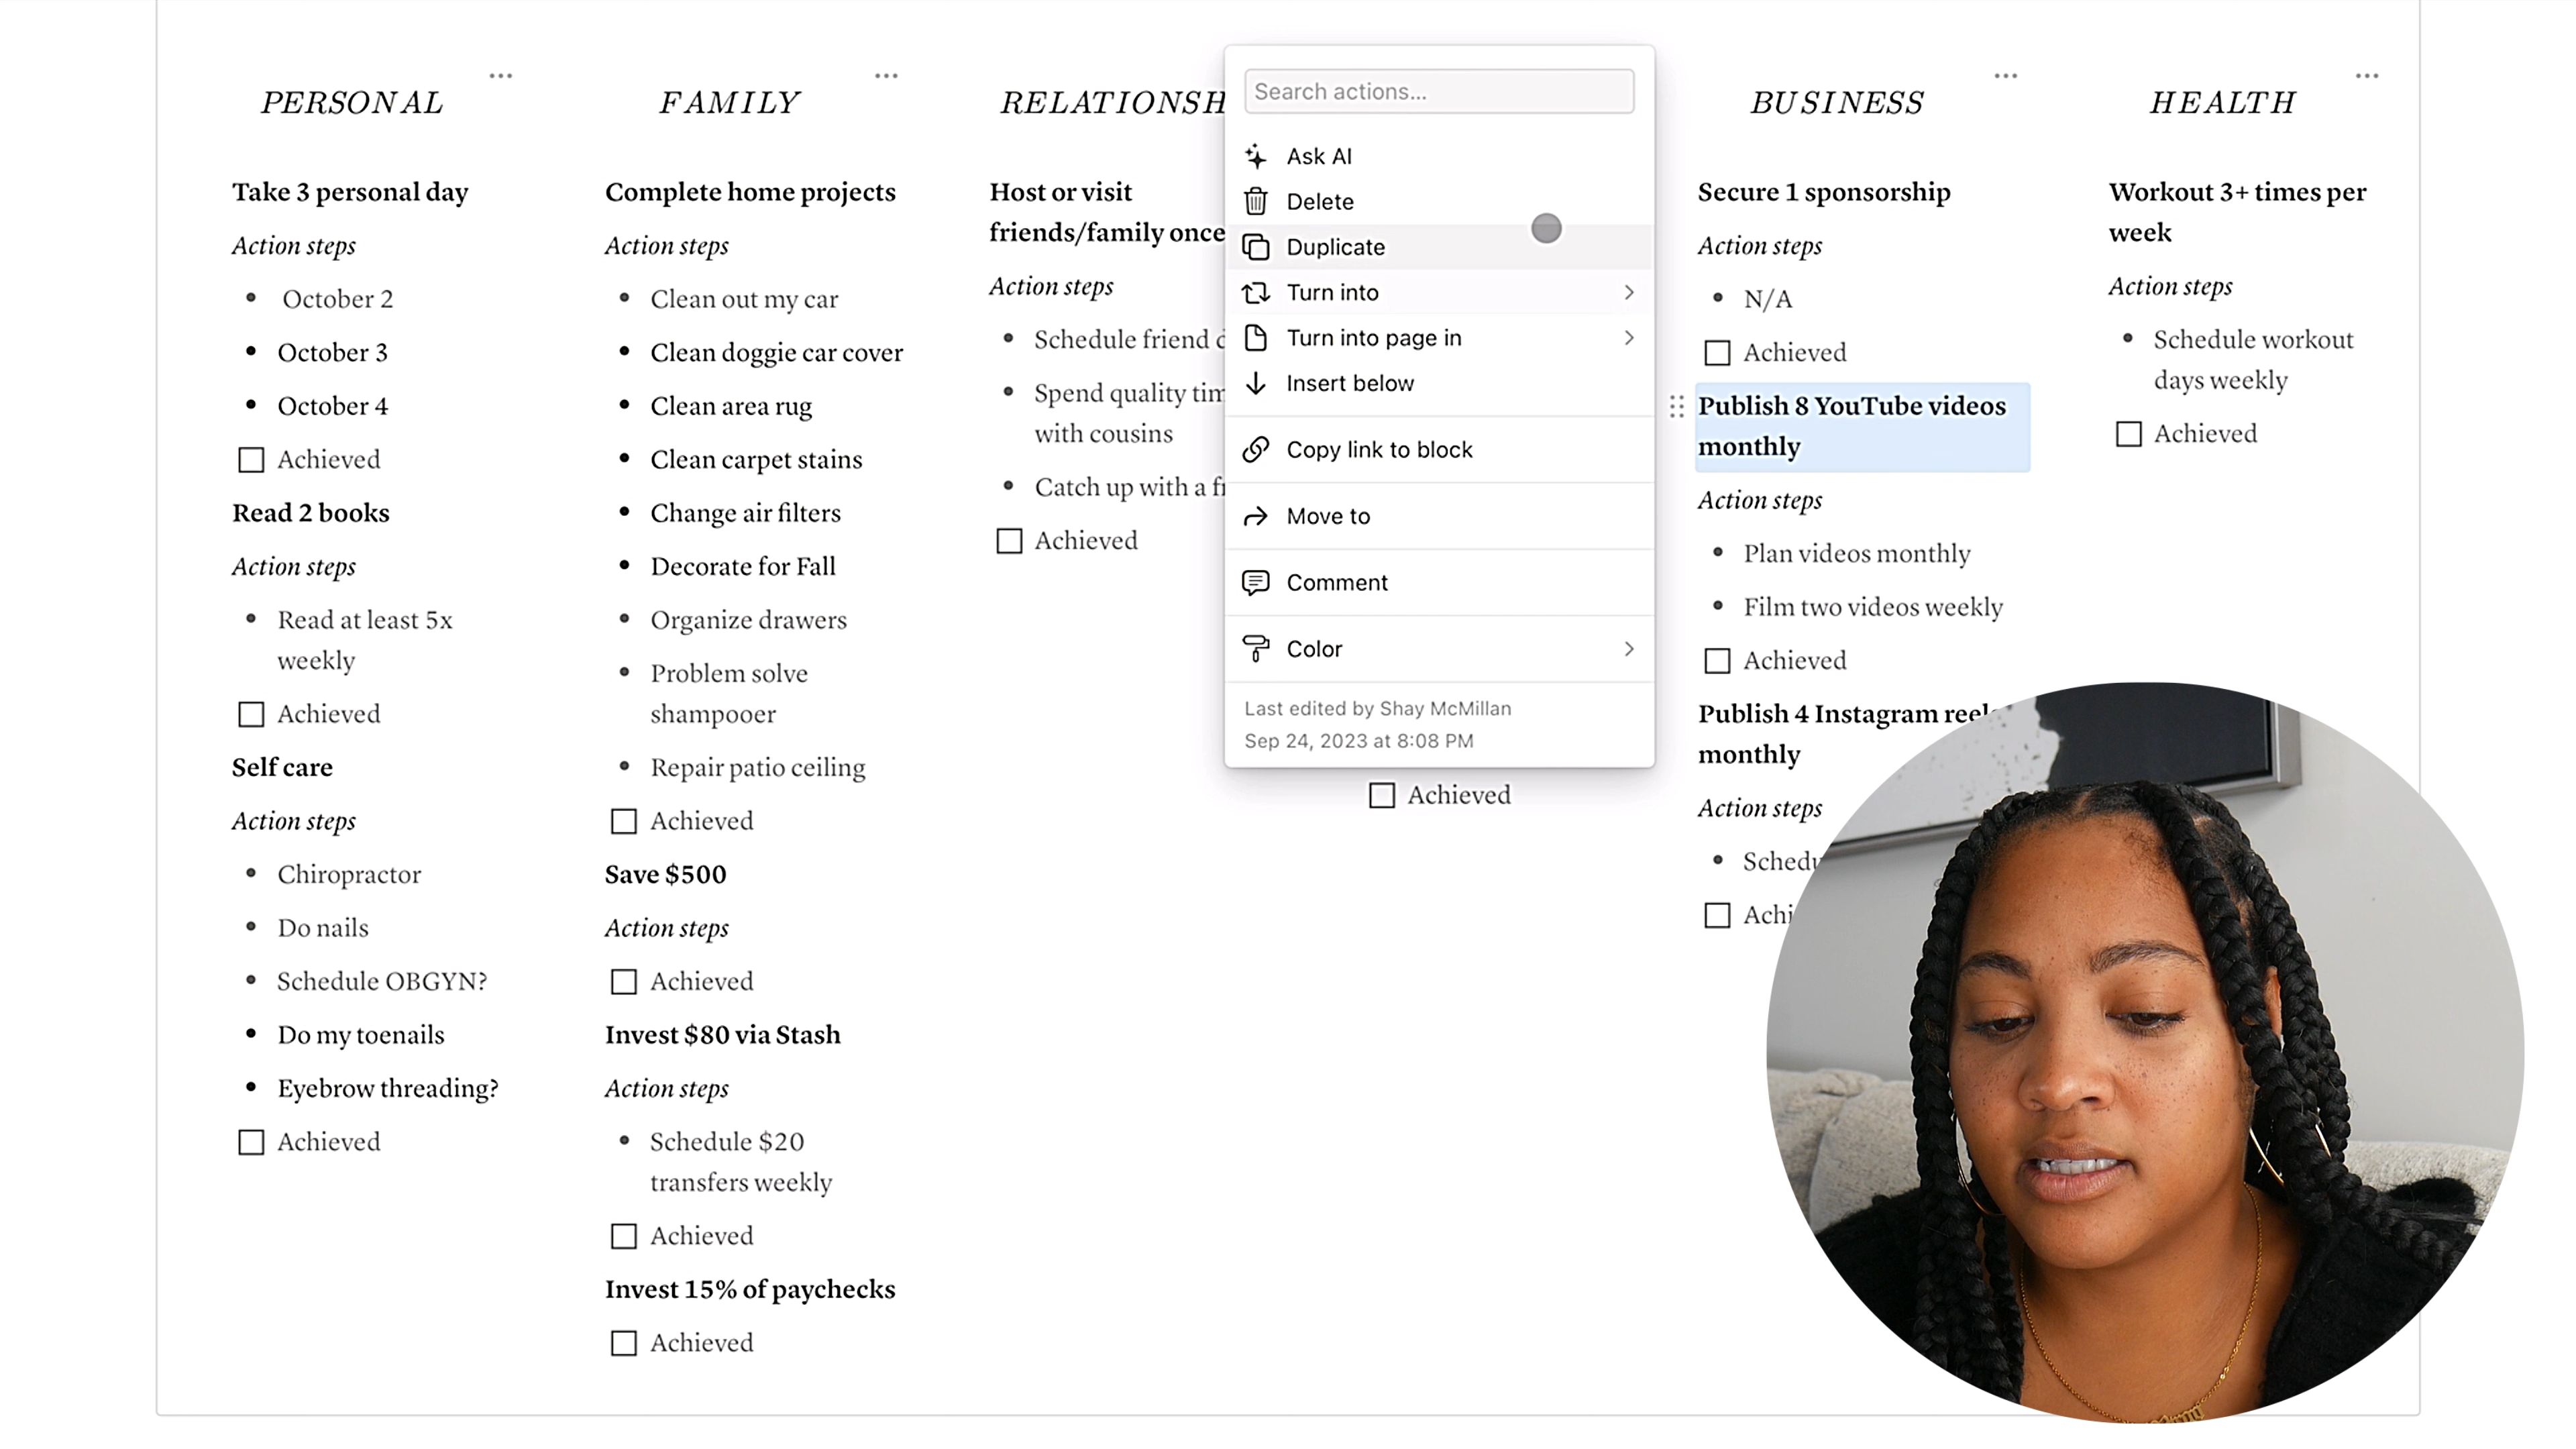 PERSONAL
Take 3 personal day
Action steps
October 2
October 3
October 4
Achieved
Read 2 books
Action steps
Read at least 5x
weekly
Achieved
Self care
Action steps
Chiropractor
Do nails
Schedule OBGYN?
Do my toenails
Eyebrow threading?
Achieved
FAMILY
Complete home projects
Action steps
Clean out my car
Clean doggie car cover
Clean area rug
Clean carpet stains
Change air filters
Decorate for Fall
Organize drawers
Problem solve
shampooer
Repair patio ceiling
Achieved
Save $500
Action steps
Achieved
Invest $80 via Stash
Action steps
Schedule $20
transfers weekly
Achieved
Invest 15% of paychecks
Achieved
RELATIONSH
Host or visit
friends/family once
Action steps
Schedule friend
Spend quality tim
with cousins
Catch up with a
Achieved
Search actions...
Ask AI
Delete
Duplicate
Turn into
Turn into page in
Insert below
Copy link to block
Move to
Comment
Color
Last edited by Shay McMillan
Sep 24, 2023 at 8:08 PM
Achieved
BUSINESS
Secure 1 sponsorship
Action steps
N/A
Achieved
Publish 8 YouTube videos
monthly
Action steps
Plan videos monthly
Film two videos weekly
Achieved
Publish 4 Instagram reels
monthly
Action steps
Schedu
Achi
HEALTH
Workout 3+ times per
week
Action steps
Schedule workout
days weekly
Achieved